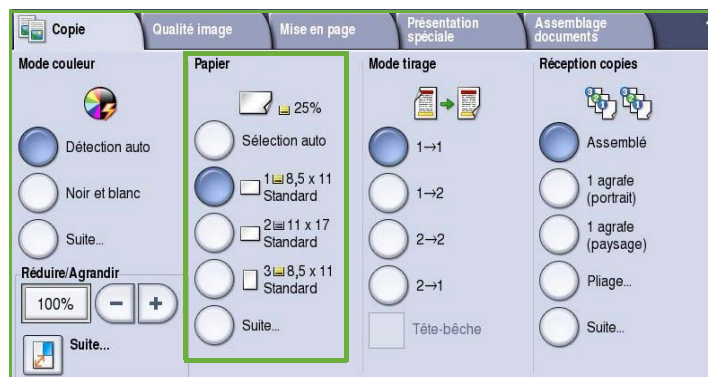 Copie
Qualité image
Mise en page
Présentation
spéciale
Assemblage
documents
Mode couleur
Détection auto
Noir et blanc
Suite...
Réduire/Agrandir
100%
Suite...
Papier
25%
Sélection auto
1 8,5 x 11
Standard
2 11 x 17
Standard
3 8,5 x 11
Standard
Suite...
Mode tirage
1→1
1→2
2→2
2→1
Tête-bêche
Réception copies
Assemblé
1 agrafe
(portrait)
1 agrafe
(paysage)
Pliage...
Suite...